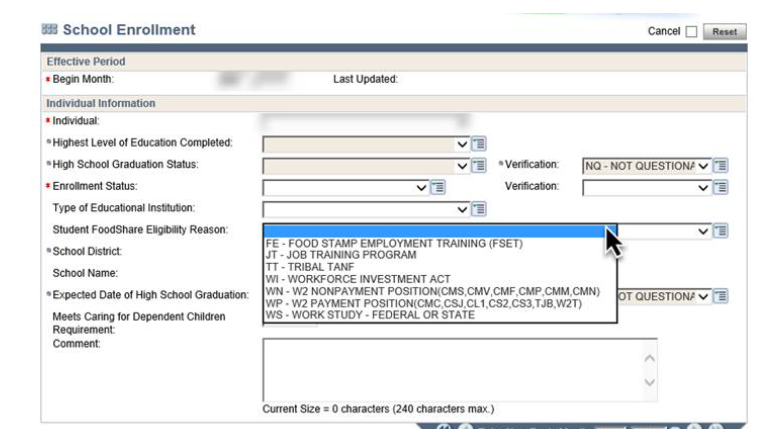 School Enrollment Cancel Reset
Effective Period
* Begin Month: Last Updated:
Individual Information
* Individual:
Highest Level of Education Completed:
High School Graduation Status: Verification: NQ - NOT QUESTIONA
* Enrollment Status: Verification:
Type of Educational Institution:
Student FoodShare Eligibility Reason:
FE - FOOD STAMP EMPLOYMENT TRAINING (FSET)
JT - JOB TRAINING PROGRAM
TT - TRIBAL TANF
WI - WORKFORCE INVESTMENT ACT
WN - W2 NONPAYMENT POSITION(CMS,CMV,CMF,CMP,CMM,CMN)
WP - W2 PAYMENT POSITION(CMC,CSJ,CL1,CS2,CS3,TJB,W2T)
WS - WORK STUDY - FEDERAL OR STATE
School District:
School Name:
Expected Date of High School Graduation: OT QUESTIONA
Meets Caring for Dependent Children
Requirement:
Comment:
Current Size = 0 characters (240 characters max.)